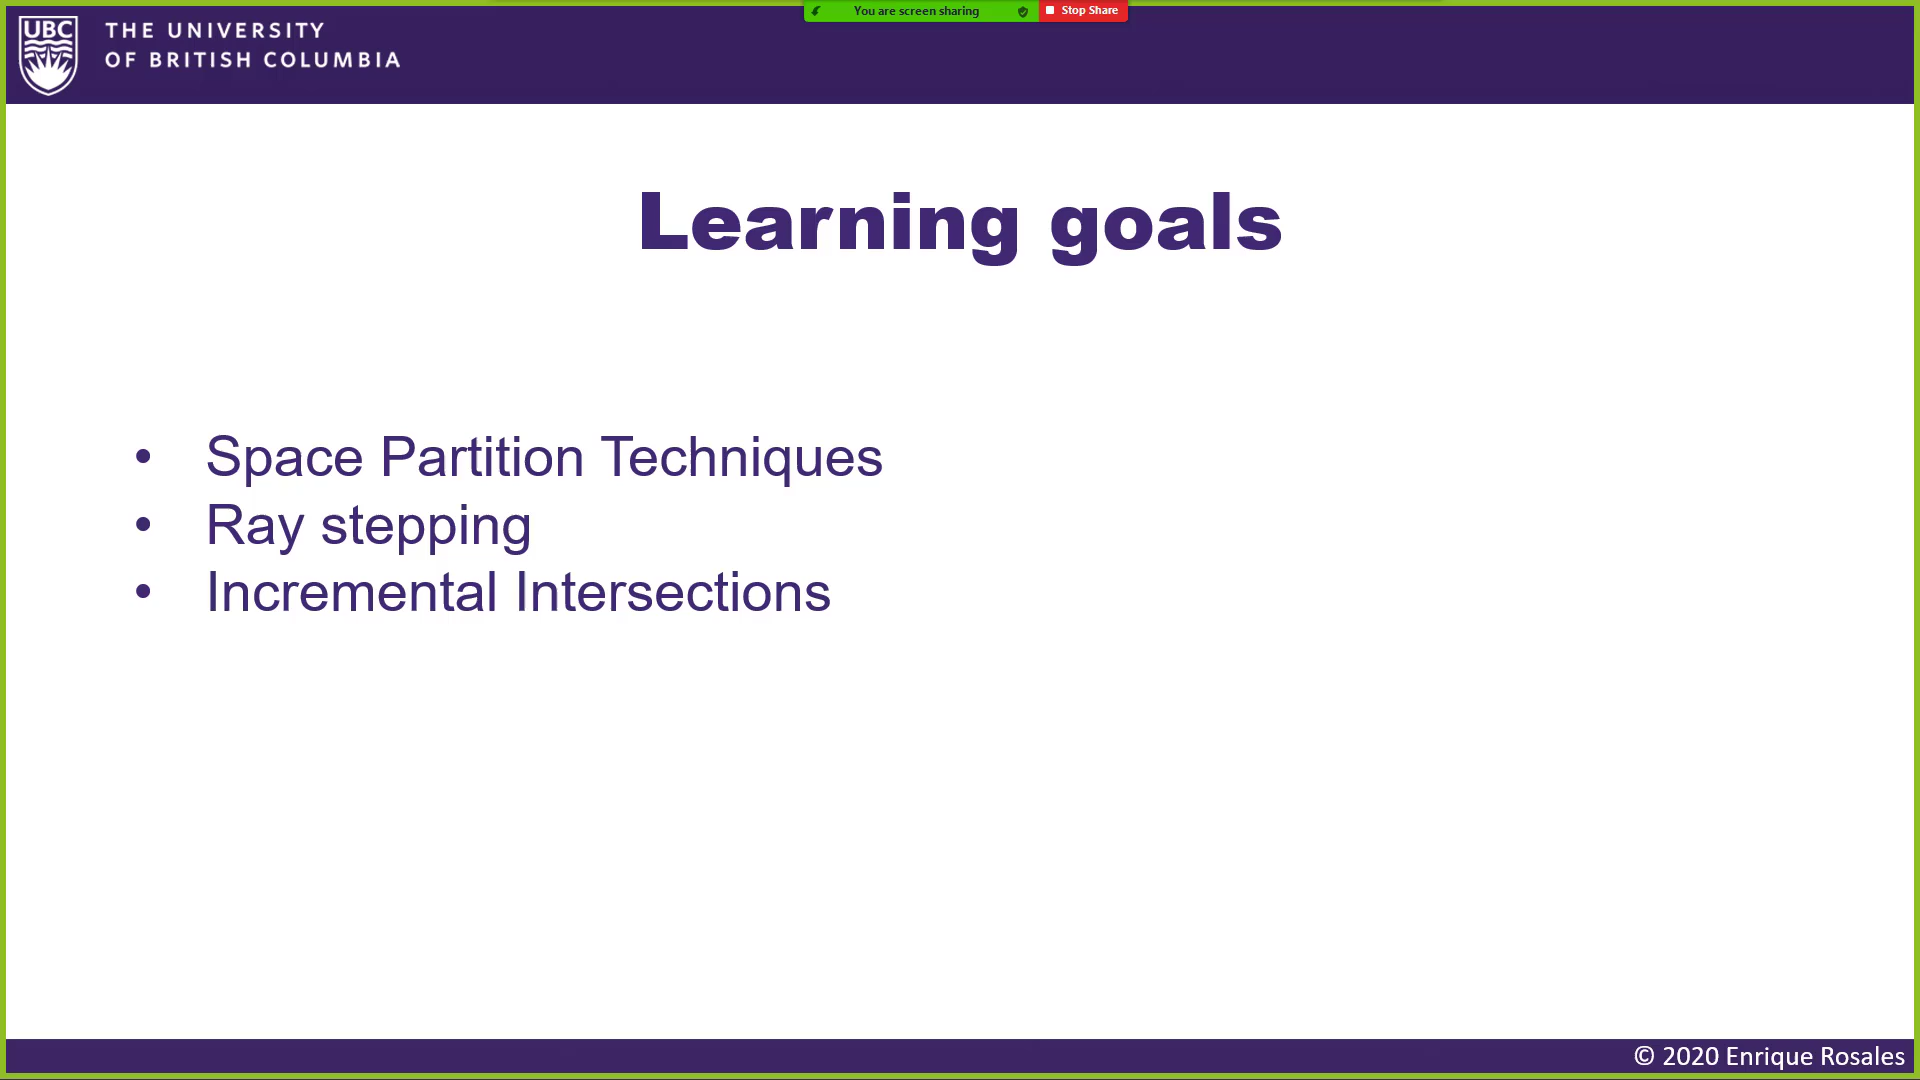 You are screen sharing
Stop Share
UBC
THE UNIVERSITY
OF BRITISH COLUMBIA
Learning goals
• Space Partition Techniques
• Ray stepping
• Incremental Intersections
© 2020 Enrique Rosales